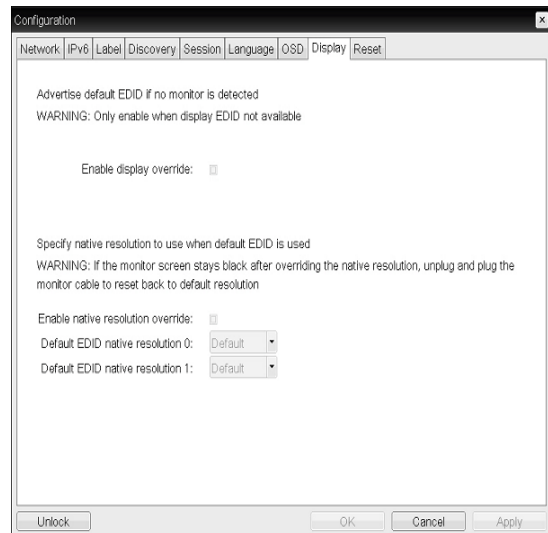 Configuration
Network IPv6 Label Discovery Session Language OSD Display Reset
Advertise default EDID if no monitor is detected
WARNING: Only enable when display EDID not available
Enable display override:
Specify native resolution to use when default EDID is used
WARNING: If the monitor screen stays black after overriding the native resolution, unplug and plug the
monitor cable to reset back to default resolution
Enable native resolution override:
Default EDID native resolution 0: Default
Default EDID native resolution 1: Default
Unlock OK Cancel Apply